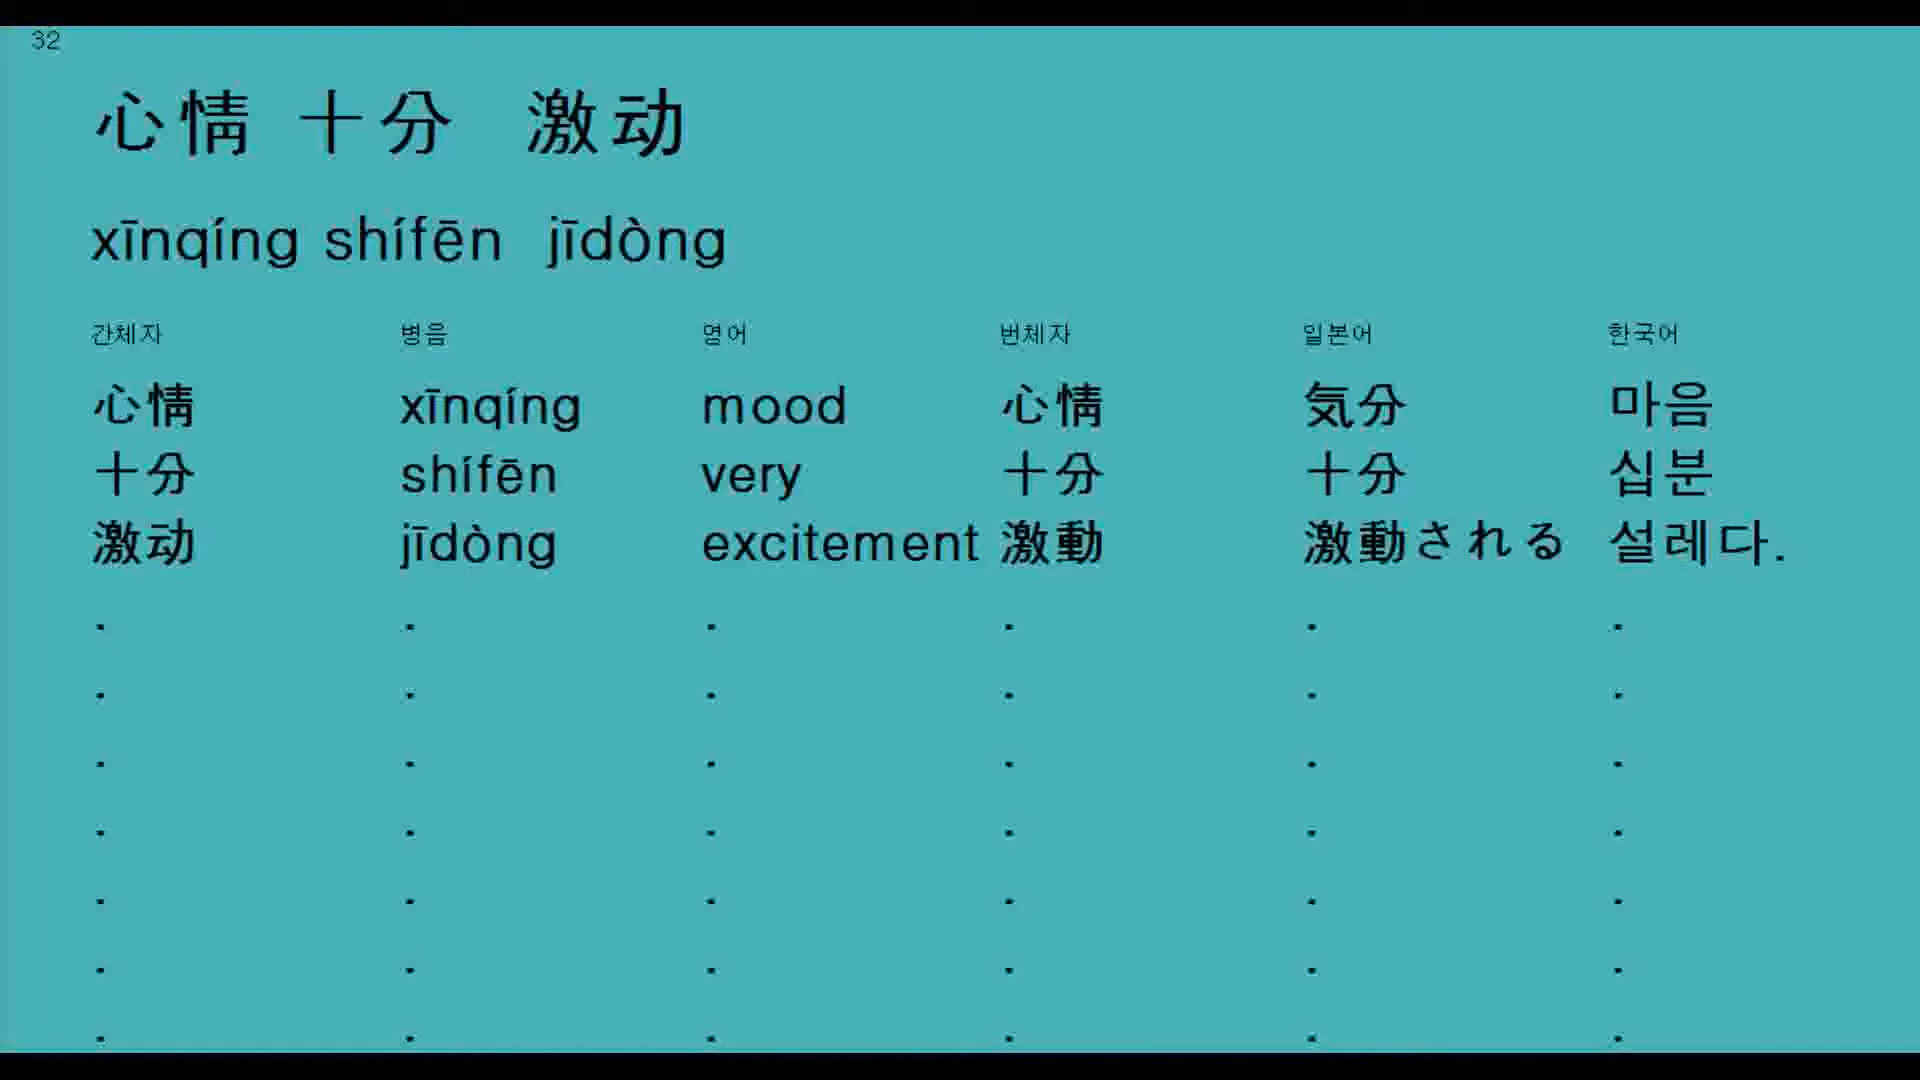 32
心情 十分 激动
xīnqíng shífēn jīdòng
간체자 병음 영어 번체자 일본어 한국어
心情 xīnqíng mood 心情 気分 마음
十分 shífēn very 十分 十分 십분
激动 jīdòng excitement 激動 激動される 설레다.
. . . . . .
. . . . . .
. . . . . .
. . . . . .
. . . . . .
. . . . . .
. . . . . .